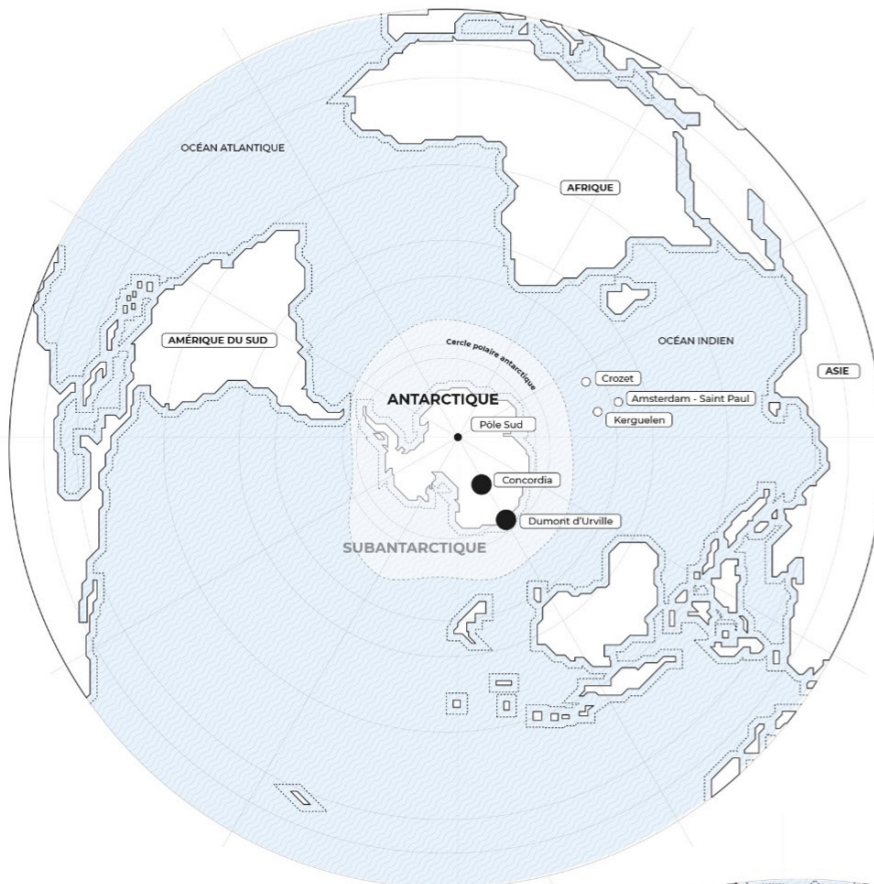 OCÉAN ATLANTIQUE
AFRIQUE
AMÉRIQUE DU SUD
OCÉAN INDIEN
Cercle polaire antarctique
ASIE
Crozet
ANTARCTIQUE
Amsterdam - Saint Paul
Kerguelen
Pôle Sud
Concordia
Dumont d'Urville
SUBANTARCTIQUE